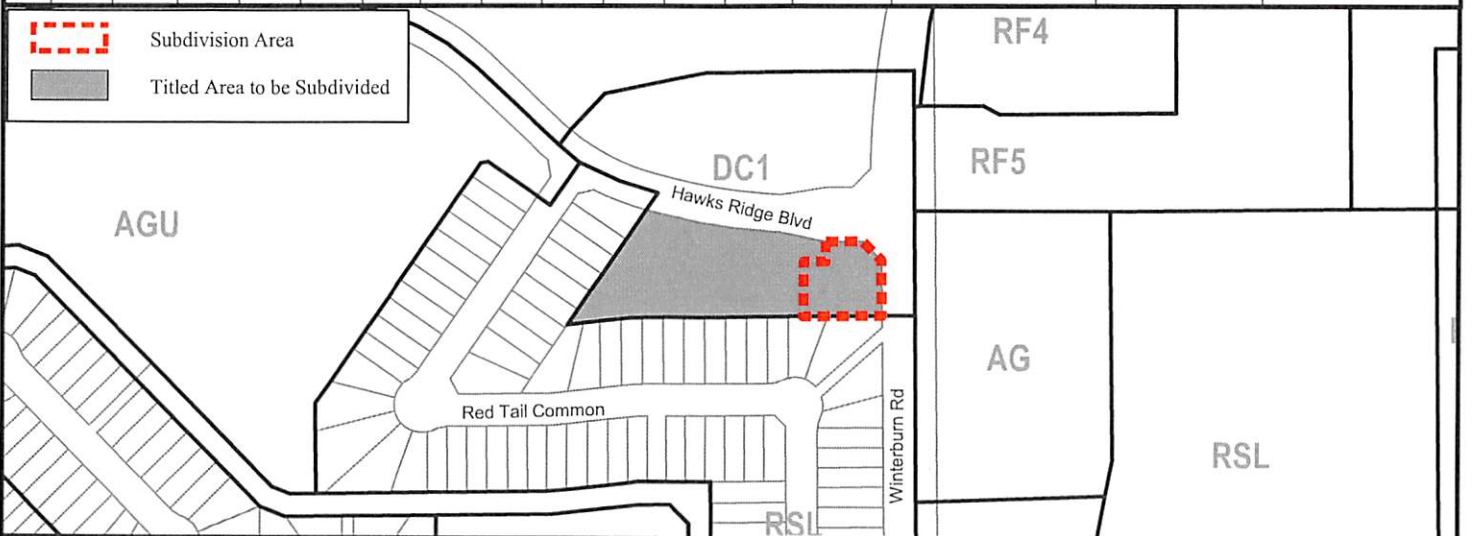 Subdivision Area
Titled Area to be Subdivided
RF4
DC1
RF5
Hawks Ridge Blvd
AGU
AG
Red Tail Common
Winterburn Rd
RSL
RSL